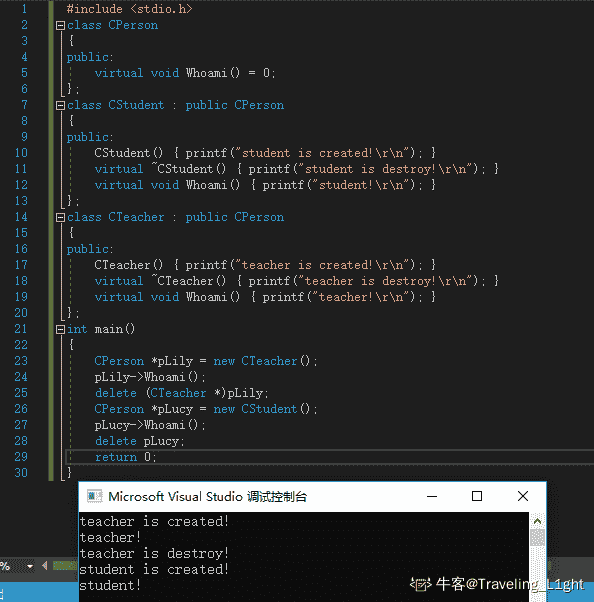 1 #include <stdio.h>
2 class CPerson
3 {
4 public:
5 virtual void Whoami() = 0;
6 };
7 class CStudent : public CPerson
8 {
9 public:
10 CStudent() { printf("student is created!\r\n"); }
11 virtual ~CStudent() { printf("student is destroy!\r\n"); }
12 virtual void Whoami() { printf("student!\r\n"); }
13 };
14 class CTeacher : public CPerson
15 {
16 public:
17 CTeacher() { printf("teacher is created!\r\n"); }
18 virtual ~CTeacher() { printf("teacher is destroy!\r\n"); }
19 virtual void Whoami() { printf("teacher!\r\n"); }
20 };
21 int main()
22 {
23 CPerson *pLily = new CTeacher();
24 pLily->Whoami();
25 delete (CTeacher *)pLily;
26 CPerson *pLucy = new CStudent();
27 pLucy->Whoami();
28 delete pLucy;
29 return 0;
30 }
Microsoft Visual Studio 调试控制台
teacher is created!
teacher!
teacher is destroy!
student is created!
student!
%
牛客@Traveling_L1ght